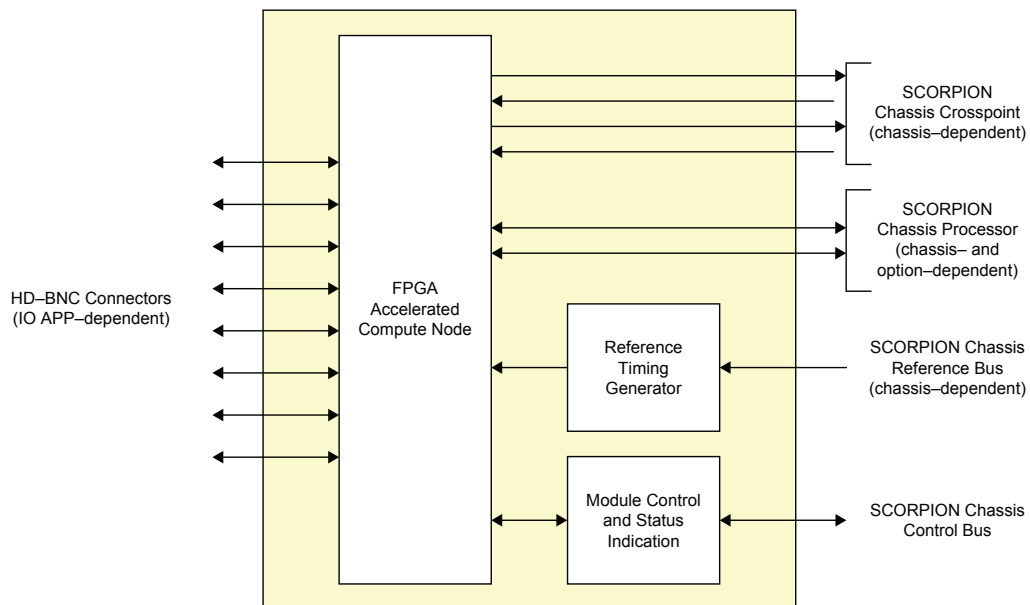 HD–BNC Connectors
(IO APP–dependent)
FPGA
Accelerated
Compute Node
Reference
Timing
Generator
Module Control
and Status
Indication
SCORPION
Chassis Crosspoint
(chassis–dependent)
SCORPION
Chassis Processor
(chassis– and
option–dependent)
SCORPION Chassis
Reference Bus
(chassis–dependent)
SCORPION Chassis
Control Bus